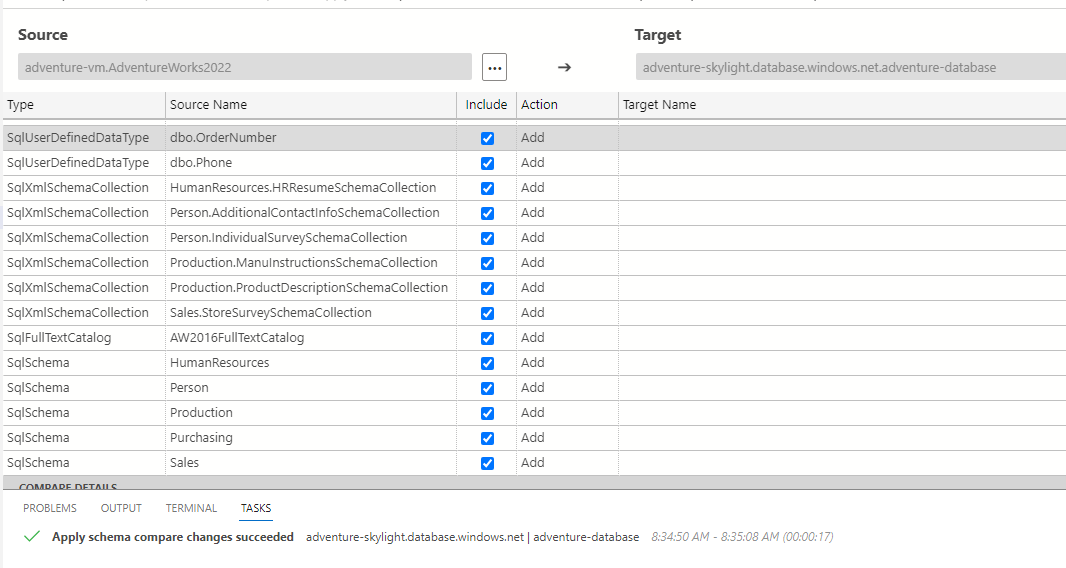 Source Target
adventure-vm.AdventureWorks2022 ... → adventure-skylight.database.windows.net.adventure-database
Type Source Name Include Action Target Name
SqlUserDefinedDataType dbo.OrderNumber Add
SqlUserDefinedDataType dbo.Phone Add
SqlXmlSchemaCollection HumanResources.HRResumeSchemaCollection Add
SqlXmlSchemaCollection Person.AdditionalContactInfoSchemaCollection Add
SqlXmlSchemaCollection Person.IndividualSurveySchemaCollection Add
SqlXmlSchemaCollection Production.ManuInstructionsSchemaCollection Add
SqlXmlSchemaCollection Production.ProductDescriptionSchemaCollection Add
SqlXmlSchemaCollection Sales.StoreSurveySchemaCollection Add
SqlFullTextCatalog AW2016FullTextCatalog Add
SqlSchema HumanResources Add
SqlSchema Person Add
SqlSchema Production Add
SqlSchema Purchasing Add
SqlSchema Sales Add
COMPARE DETAILS
PROBLEMS OUTPUT TERMINAL TASKS
Apply schema compare changes succeeded adventure-skylight.database.windows.net | adventure-database 8:34:50 AM - 8:35:08 AM (00:00:17)